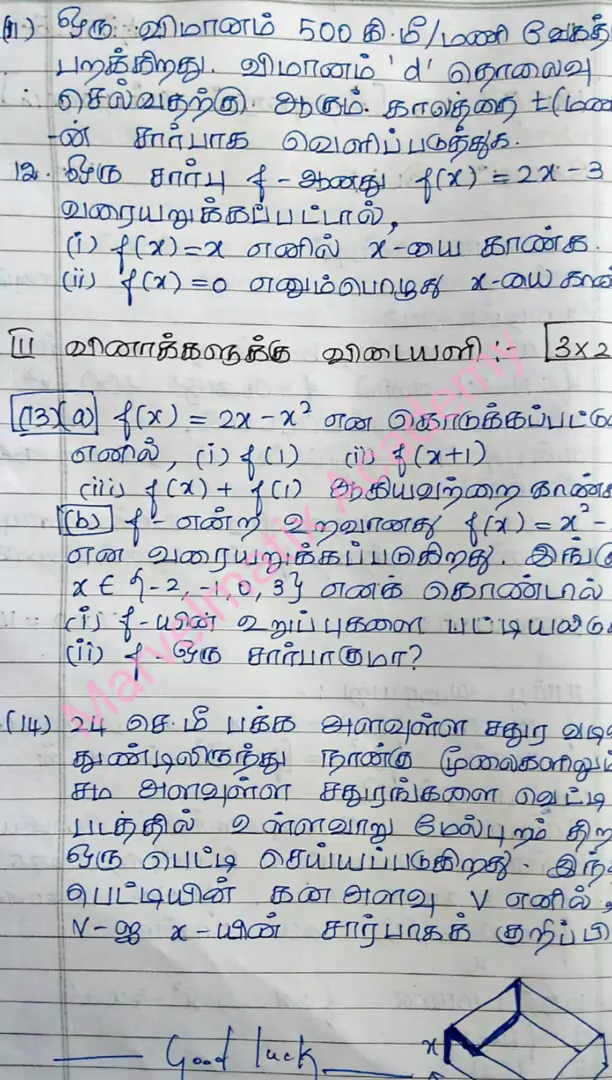 (11) ஒரு விமானம் 500 கி.மீ/மணி வேகத்
பறக்கிறது. விமானம் 'd' தொலைவு
செல்வதற்கு ஆகும் காலத்தை t (மணி
-ன் சார்பாக வெளிப்படுத்துக.
12. ஒரு சார்பு f-ஆனது f(x) = 2x - 3
வரையறுக்கப்பட்டால்,
(i) f(x) = x எனில் x-யை காண்க.
(ii) f(x) = 0 எனும்பொழுது x-யை கான்
III வினாக்களுக்கு விடையளி :- 3 x 2
(13)(a) f(x) = 2x - x² என கொடுக்கப்பட்டு
எனில், (i) f(1) (ii) f(x+1)
(iii) f(x) + f(1) ஆகியவற்றை காண்க
(b) f-என்ற உறவானது f(x) = x² -
என வரையறுக்கப்படுகிறது. இங்கு
x ∈ {-2, -1, 0, 3} எனக் கொண்டால்
(i) f-யின் உறுப்புகளை பட்டியலிடு
(ii) f-ஒரு சார்பாகுமா?
(14) 24 செ.மீ பக்க அளவுள்ள சதுர வடி
துண்டிலிருந்து நான்கு மூலைகளிலும்
சம அளவுள்ள சதுரங்களை வெட்டி
படத்தில் உள்ளவாறு மேல்புறம் திற
ஒரு பெட்டி செய்யப்படுகிறது. இந்
பெட்டியின் கன அளவு V எனில்,
V-ஐ x-யின் சார்பாகக் குறிப்பி
Good luck
x
Marvelmatix Academy